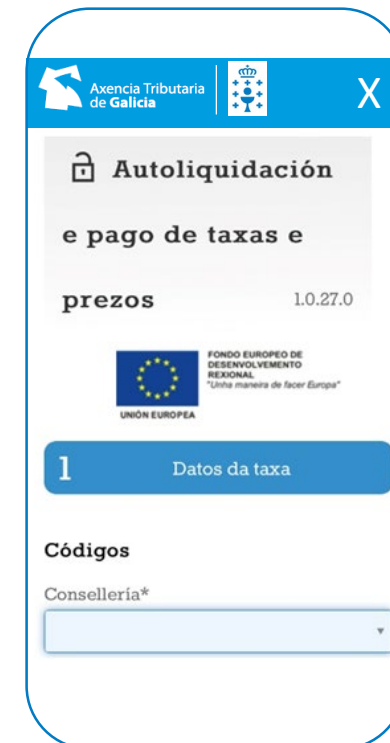 Axencia Tributaria
de Galicia
X
Autoliquidación
e pago de taxas e
prezos 1.0.27.0
FONDO EUROPEO DE
DESENVOLVEMENTO
REXIONAL
"Unha maneira de facer Europa"
UNIÓN EUROPEA
1 Datos da taxa
Códigos
Consellería*